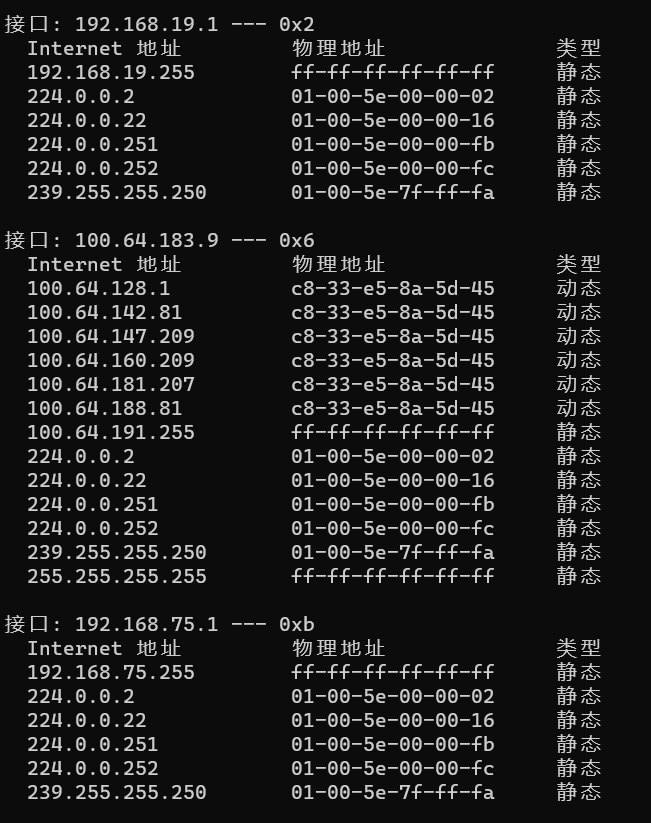 接口: 192.168.19.1 --- 0x2
  Internet 地址         物理地址              类型
  192.168.19.255        ff-ff-ff-ff-ff-ff     静态
  224.0.0.2             01-00-5e-00-00-02     静态
  224.0.0.22            01-00-5e-00-00-16     静态
  224.0.0.251           01-00-5e-00-00-fb     静态
  224.0.0.252           01-00-5e-00-00-fc     静态
  239.255.255.250       01-00-5e-7f-ff-fa     静态

接口: 100.64.183.9 --- 0x6
  Internet 地址         物理地址              类型
  100.64.128.1          c8-33-e5-8a-5d-45     动态
  100.64.142.81         c8-33-e5-8a-5d-45     动态
  100.64.147.209        c8-33-e5-8a-5d-45     动态
  100.64.160.209        c8-33-e5-8a-5d-45     动态
  100.64.181.207        c8-33-e5-8a-5d-45     动态
  100.64.188.81         c8-33-e5-8a-5d-45     动态
  100.64.191.255        ff-ff-ff-ff-ff-ff     静态
  224.0.0.2             01-00-5e-00-00-02     静态
  224.0.0.22            01-00-5e-00-00-16     静态
  224.0.0.251           01-00-5e-00-00-fb     静态
  224.0.0.252           01-00-5e-00-00-fc     静态
  239.255.255.250       01-00-5e-7f-ff-fa     静态
  255.255.255.255       ff-ff-ff-ff-ff-ff     静态

接口: 192.168.75.1 --- 0xb
  Internet 地址         物理地址              类型
  192.168.75.255        ff-ff-ff-ff-ff-ff     静态
  224.0.0.2             01-00-5e-00-00-02     静态
  224.0.0.22            01-00-5e-00-00-16     静态
  224.0.0.251           01-00-5e-00-00-fb     静态
  224.0.0.252           01-00-5e-00-00-fc     静态
  239.255.255.250       01-00-5e-7f-ff-fa     静态